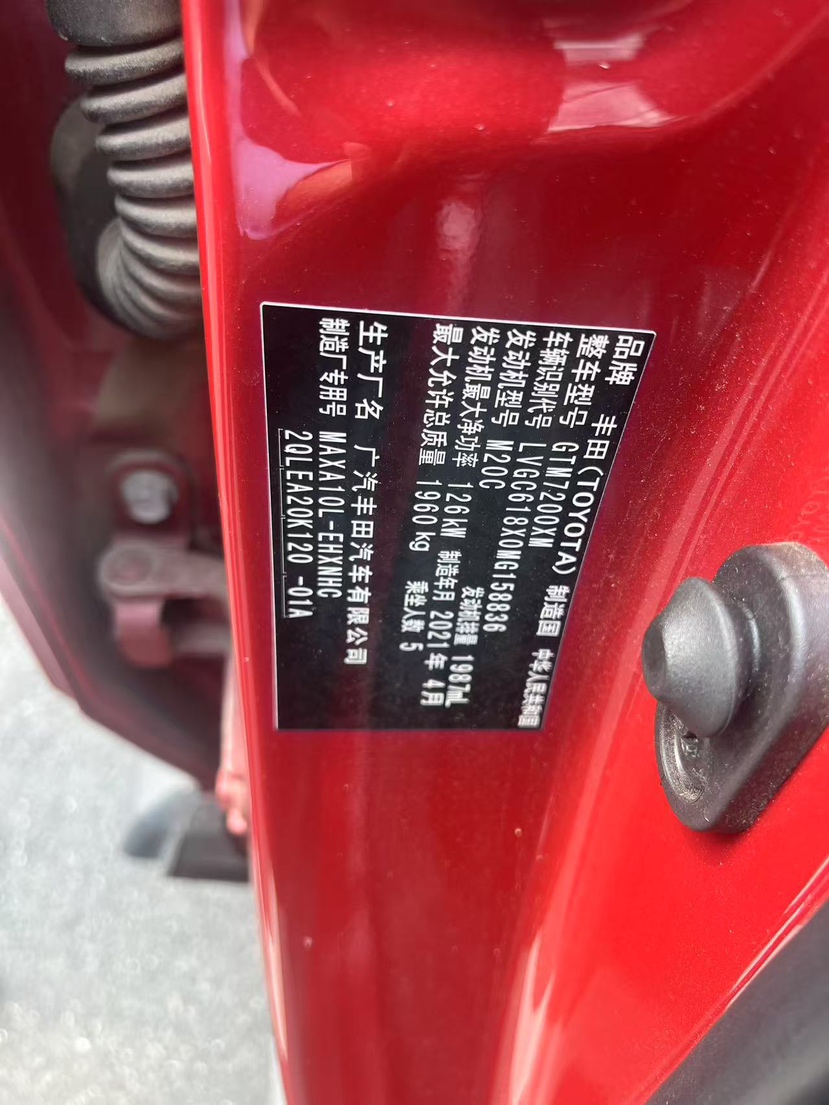 品牌 丰田(TOYOTA) 制造国 中华人民共和国
整车型号 GTM7200XM
车辆识别代号 LVGC618X0MG158836
发动机型号 M20C 发动机排量 1987mL
发动机最大净功率 126kW 制造年月 2021年4月
最大允许总质量 1960kg 乘坐人数 5
生产厂名 广汽丰田汽车有限公司
制造厂专用号 MAXA10L-EHXNHC
2QLEA20K120 -01A